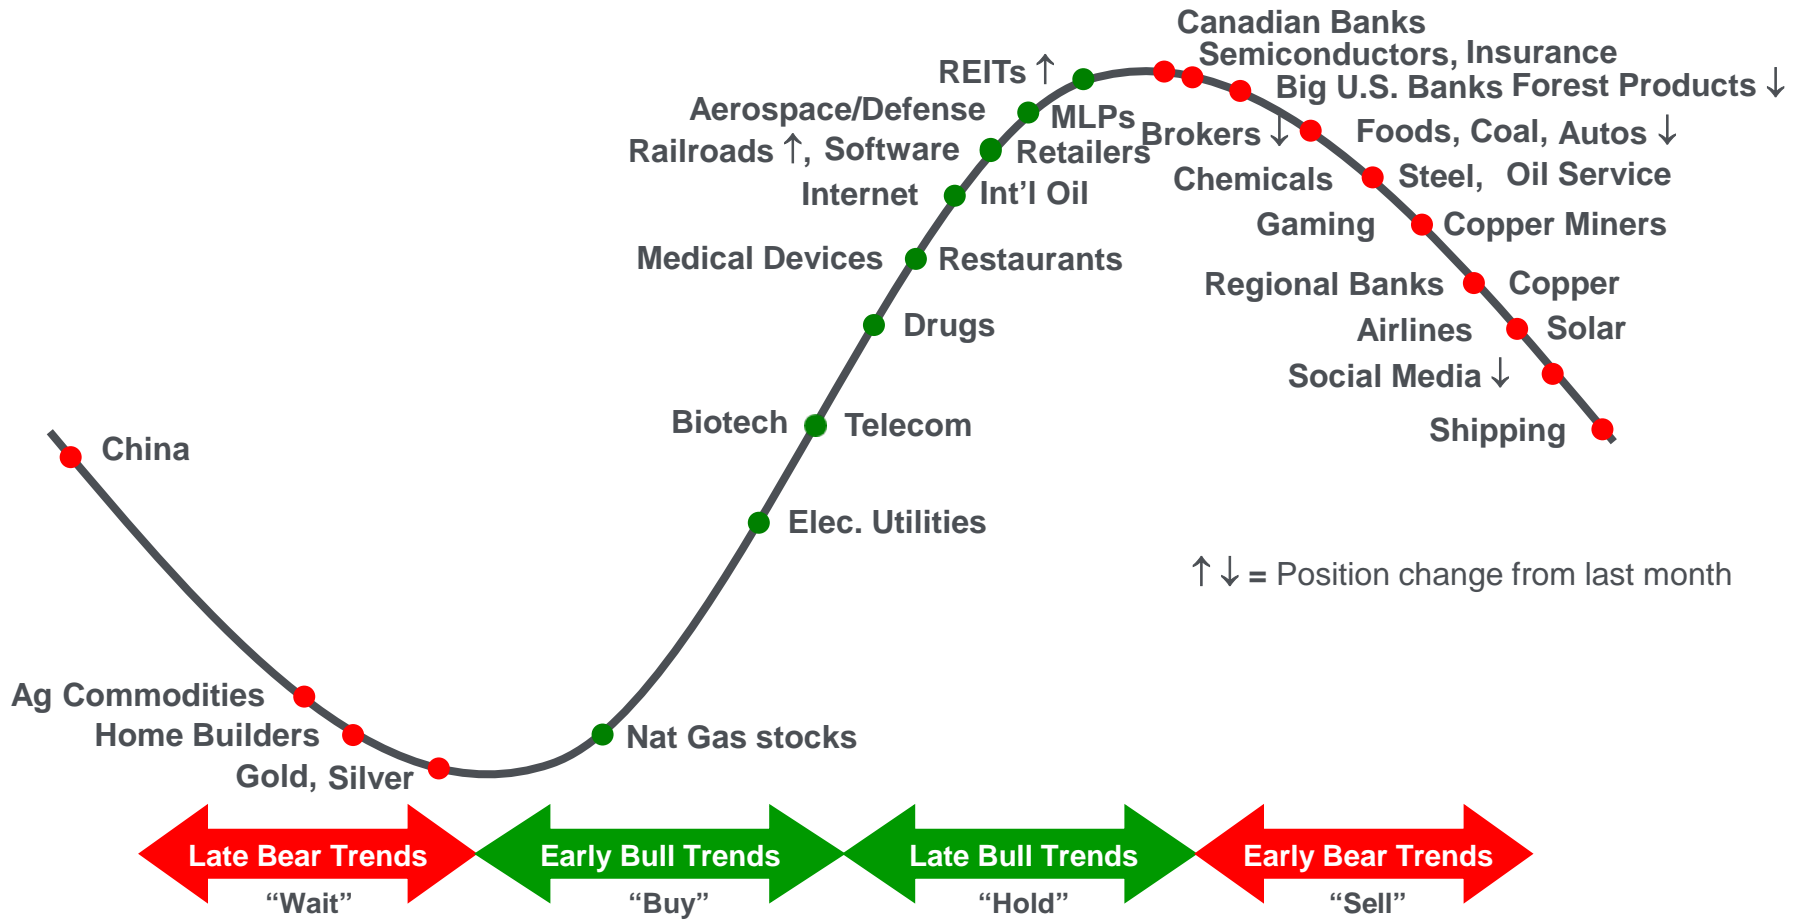 Canadian Banks
Semiconductors, Insurance
REITs ↑
Big U.S. Banks Forest Products ↓
Aerospace/Defense
MLPs
Brokers ↓
Foods, Coal, Autos ↓
Railroads ↑, Software
Retailers
Chemicals
Steel, Oil Service
Internet
Int’l Oil
Gaming
Copper Miners
Medical Devices
Restaurants
Regional Banks
Copper
Drugs
Airlines
Solar
Social Media ↓
Biotech
Telecom
Shipping
China
Elec. Utilities
↑ ↓ = Position change from last month
Ag Commodities
Home Builders
Nat Gas stocks
Gold, Silver
Late Bear Trends
Early Bull Trends
Late Bull Trends
Early Bear Trends
“Wait”
“Buy”
“Hold”
“Sell”